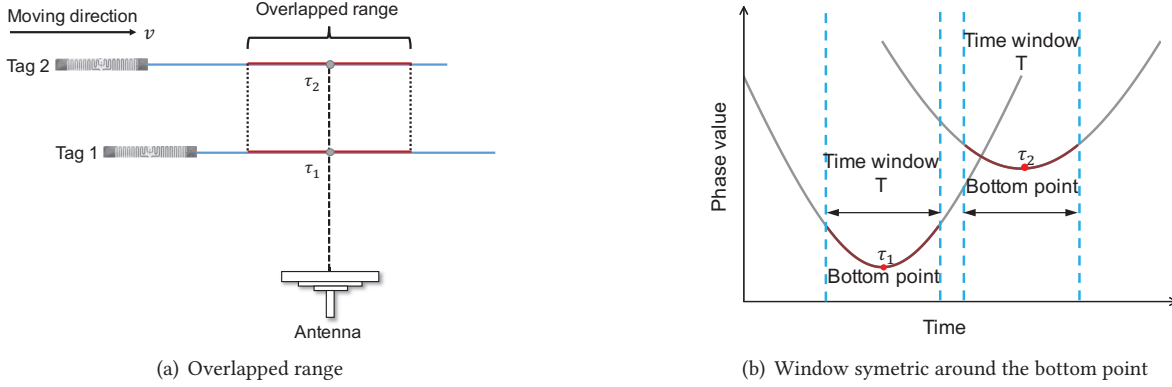 Moving direction
v
Overlapped range
Tag 2
τ2
Tag 1
τ1
Antenna
(a) Overlapped range
Phase value
Time window
T
Time window
T
τ2
Bottom point
τ1
Bottom point
Time
(b) Window symetric around the bottom point